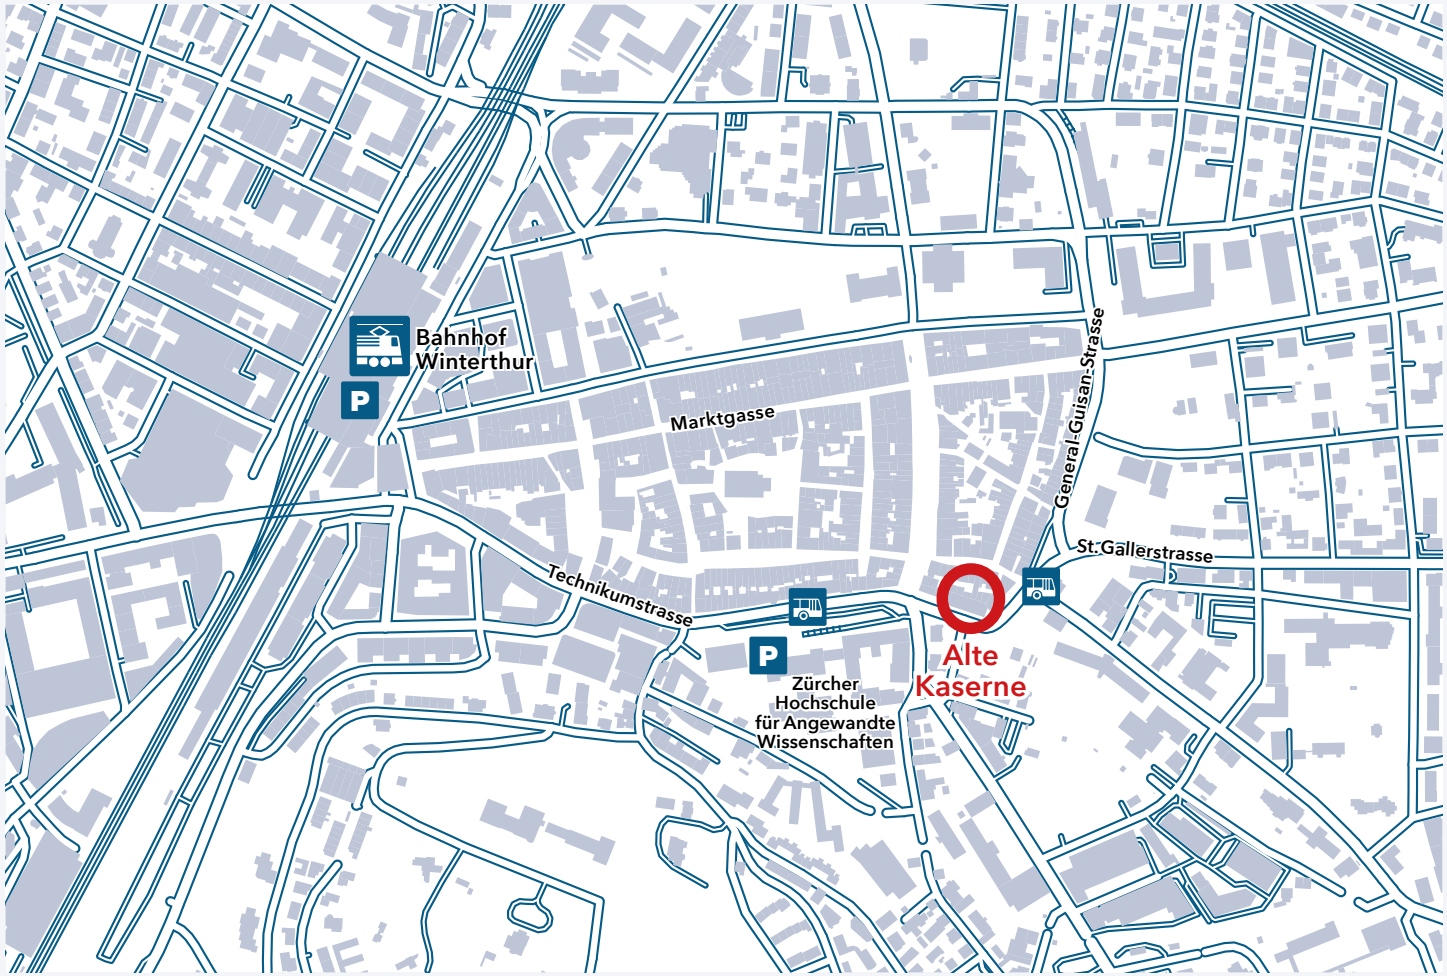 Bahnhof
Winterthur
P
Marktgasse
General-Guisan-Strasse
St.Gallerstrasse
Technikumstrasse
P
Alte
Kaserne
Zürcher
Hochschule
für Angewandte
Wissenschaften